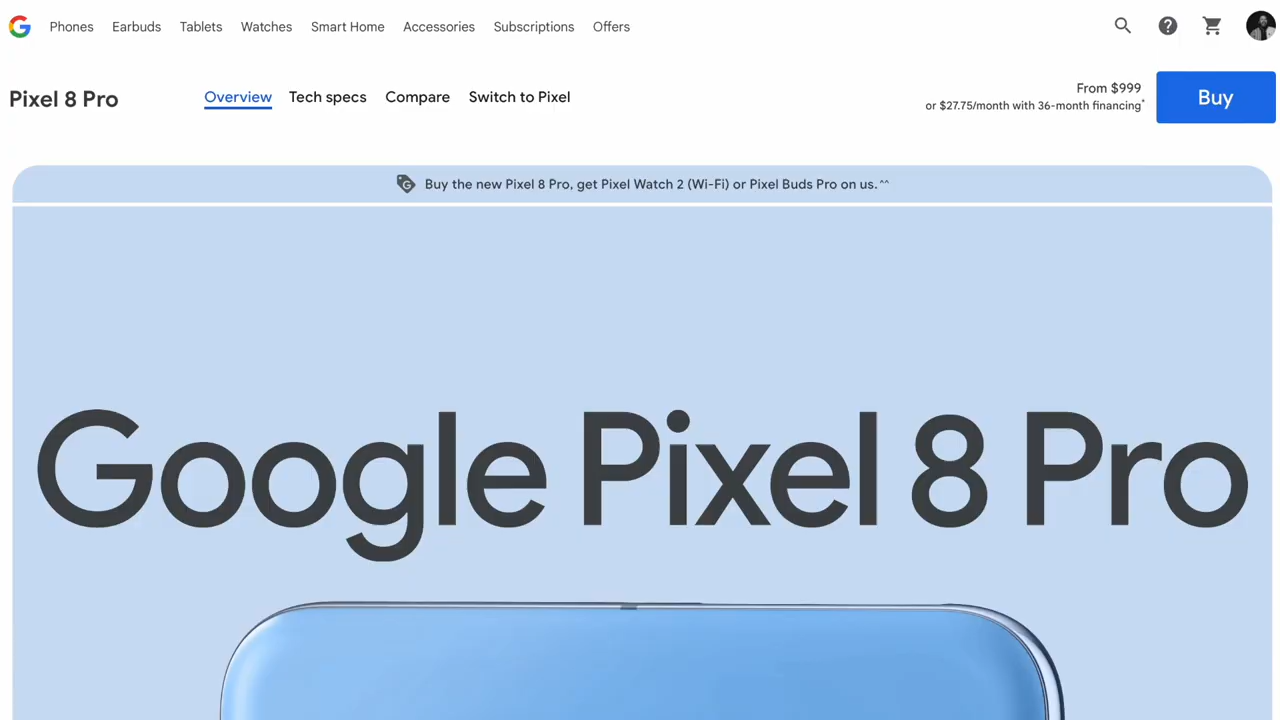 Phones Earbuds Tablets Watches Smart Home Accessories Subscriptions Offers
Pixel 8 Pro
Overview Tech specs Compare Switch to Pixel
From $999
or $27.75/month with 36-month financing*
Buy
Buy the new Pixel 8 Pro, get Pixel Watch 2 (Wi-Fi) or Pixel Buds Pro on us.^^
Google Pixel 8 Pro